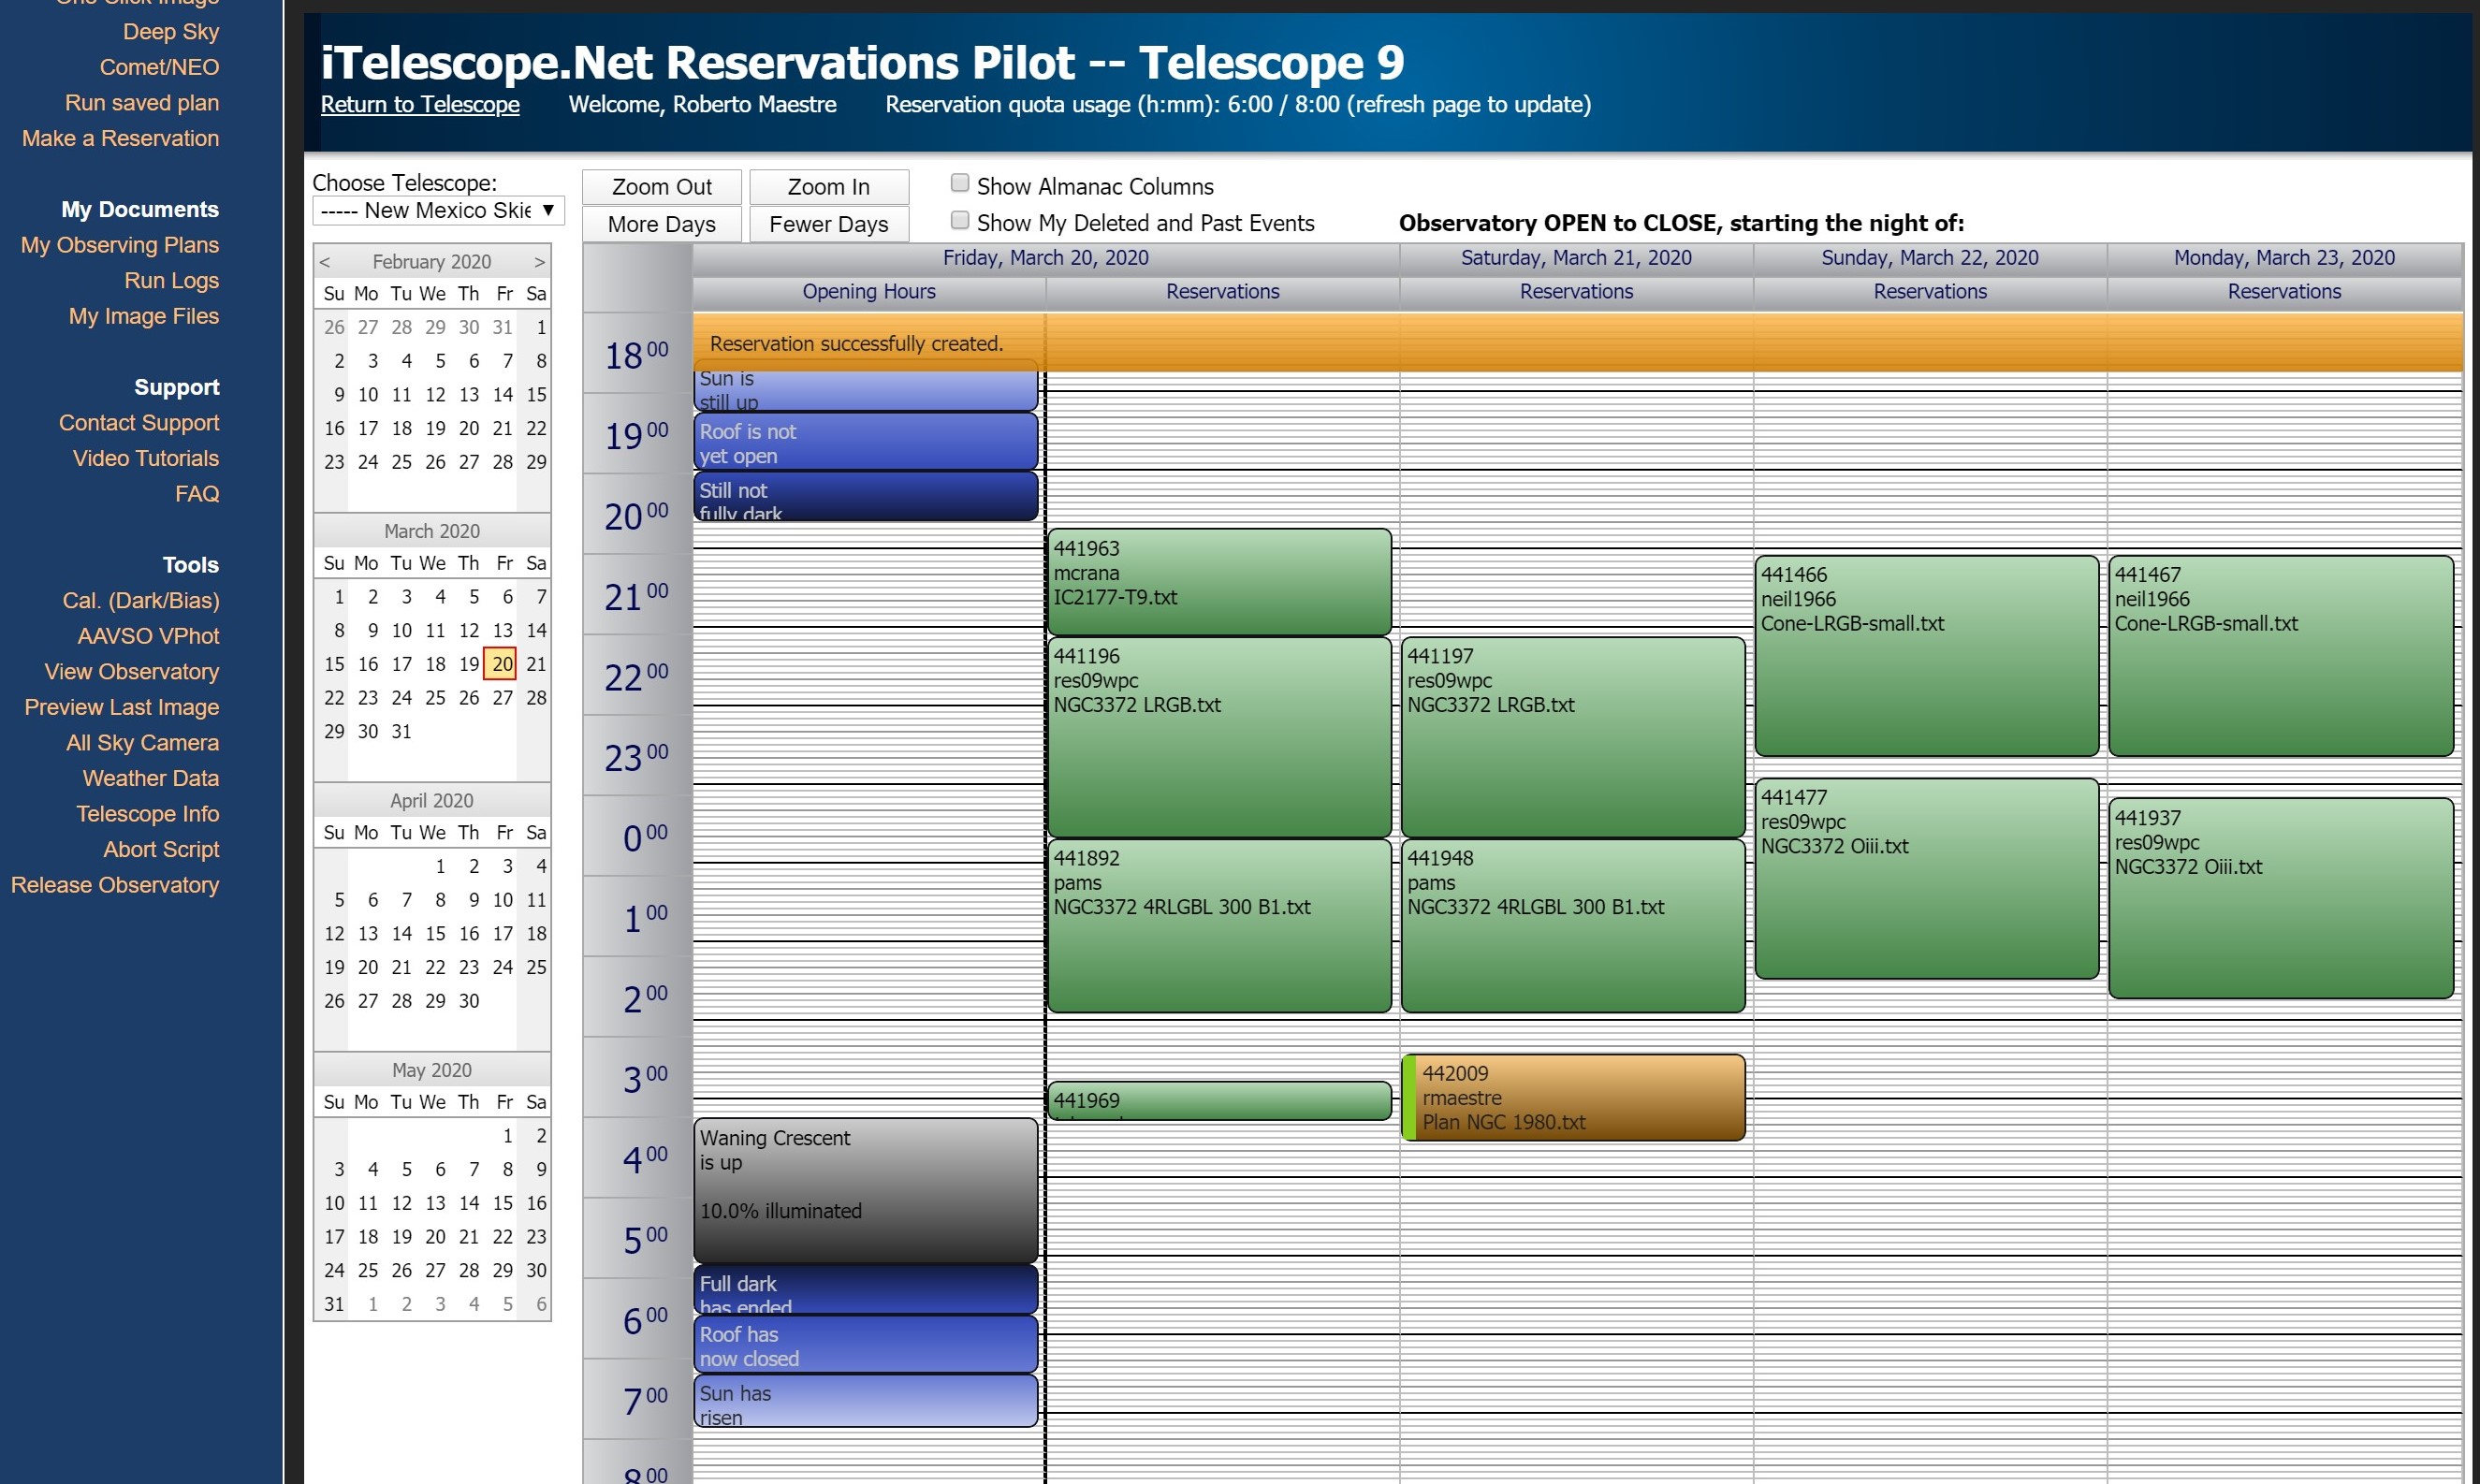 Deep Sky
Comet/NEO
Run saved plan
Make a Reservation
My Documents
My Observing Plans
Run Logs
My Image Files
Support
Contact Support
Video Tutorials
FAQ
Tools
Cal. (Dark/Bias)
AAVSO VPhot
View Observatory
Preview Last Image
All Sky Camera
Weather Data
Telescope Info
Abort Script
Release Observatory
iTelescope.Net Reservations Pilot -- Telescope 9
Return to Telescope Welcome, Roberto Maestre Reservation quota usage (h:mm): 6:00 / 8:00 (refresh page to update)
Choose Telescope:
----- New Mexico Skie ▼
Zoom Out Zoom In
More Days Fewer Days
Show Almanac Columns
Show My Deleted and Past Events
Observatory OPEN to CLOSE, starting the night of:
< February 2020 >
Su Mo Tu We Th Fr Sa
26 27 28 29 30 31 1
2 3 4 5 6 7 8
9 10 11 12 13 14 15
16 17 18 19 20 21 22
23 24 25 26 27 28 29
March 2020
Su Mo Tu We Th Fr Sa
1 2 3 4 5 6 7
8 9 10 11 12 13 14
15 16 17 18 19 20 21
22 23 24 25 26 27 28
29 30 31
April 2020
Su Mo Tu We Th Fr Sa
1 2 3 4
5 6 7 8 9 10 11
12 13 14 15 16 17 18
19 20 21 22 23 24 25
26 27 28 29 30
May 2020
Su Mo Tu We Th Fr Sa
1 2
3 4 5 6 7 8 9
10 11 12 13 14 15 16
17 18 19 20 21 22 23
24 25 26 27 28 29 30
31 1 2 3 4 5 6
Friday, March 20, 2020 Saturday, March 21, 2020 Sunday, March 22, 2020 Monday, March 23, 2020
Opening Hours Reservations Reservations Reservations Reservations
18 00
19 00
20 00
21 00
22 00
23 00
0 00
1 00
2 00
3 00
4 00
5 00
6 00
7 00
8 00
Reservation successfully created.
Sun is
still up
Roof is not
yet open
Still not
fully dark
Waning Crescent
is up
10.0% illuminated
Full dark
has ended
Roof has
now closed
Sun has
risen
441963
mcrana
IC2177-T9.txt
441196
res09wpc
NGC3372 LRGB.txt
441892
pams
NGC3372 4RLGBL 300 B1.txt
441969
441197
res09wpc
NGC3372 LRGB.txt
441948
pams
NGC3372 4RLGBL 300 B1.txt
442009
rmaestre
Plan NGC 1980.txt
441466
neil1966
Cone-LRGB-small.txt
441477
res09wpc
NGC3372 Oiii.txt
441467
neil1966
Cone-LRGB-small.txt
441937
res09wpc
NGC3372 Oiii.txt